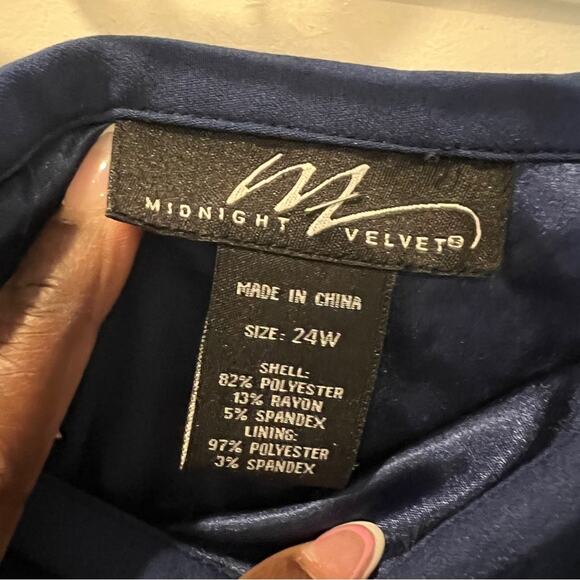 MIDNIGHT VELVET®
MADE IN CHINA
SIZE: 24W
SHELL:
82% POLYESTER
13% RAYON
5% SPANDEX
LINING:
97% POLYESTER
3% SPANDEX